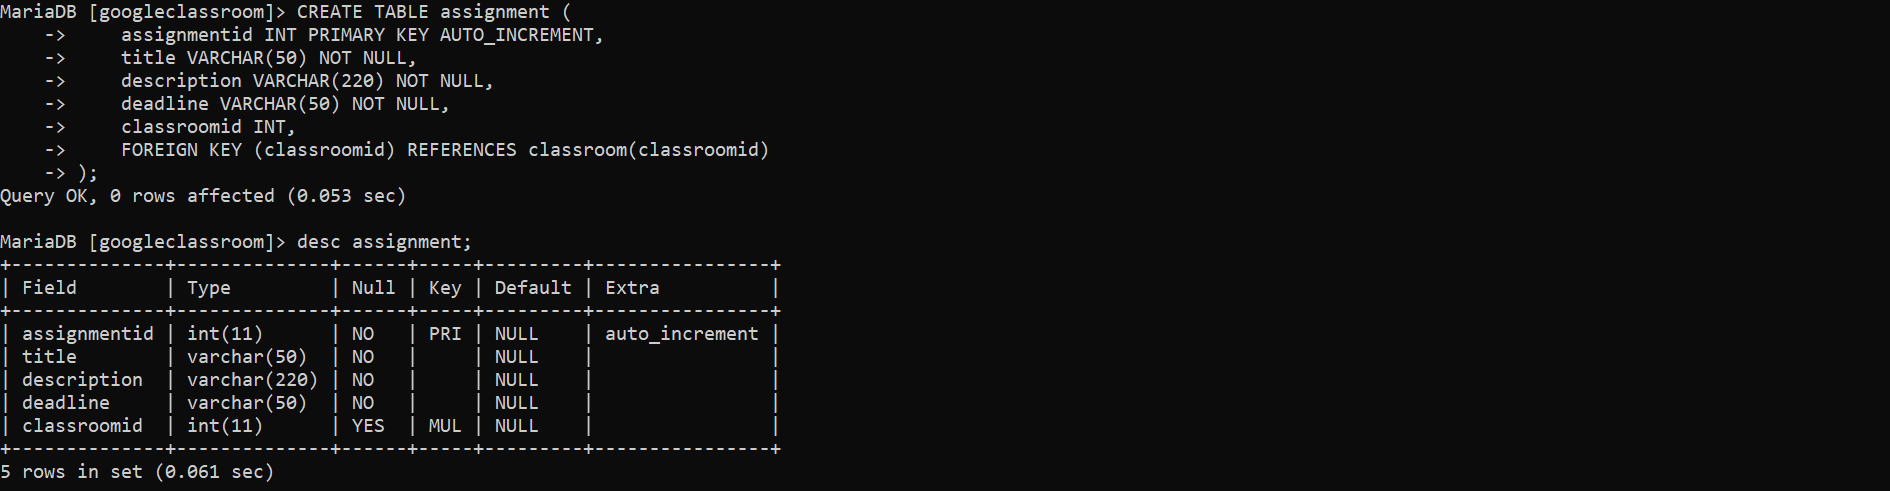 MariaDB [googleclassroom]> CREATE TABLE assignment (
    ->     assignmentid INT PRIMARY KEY AUTO_INCREMENT,
    ->     title VARCHAR(50) NOT NULL,
    ->     description VARCHAR(220) NOT NULL,
    ->     deadline VARCHAR(50) NOT NULL,
    ->     classroomid INT,
    ->     FOREIGN KEY (classroomid) REFERENCES classroom(classroomid)
    -> );
Query OK, 0 rows affected (0.053 sec)

MariaDB [googleclassroom]> desc assignment;
+--------------+--------------+------+-----+---------+----------------+
| Field        | Type         | Null | Key | Default | Extra          |
+--------------+--------------+------+-----+---------+----------------+
| assignmentid | int(11)      | NO   | PRI | NULL    | auto_increment |
| title        | varchar(50)  | NO   |     | NULL    |                |
| description  | varchar(220) | NO   |     | NULL    |                |
| deadline     | varchar(50)  | NO   |     | NULL    |                |
| classroomid  | int(11)      | YES  | MUL | NULL    |                |
+--------------+--------------+------+-----+---------+----------------+
5 rows in set (0.061 sec)